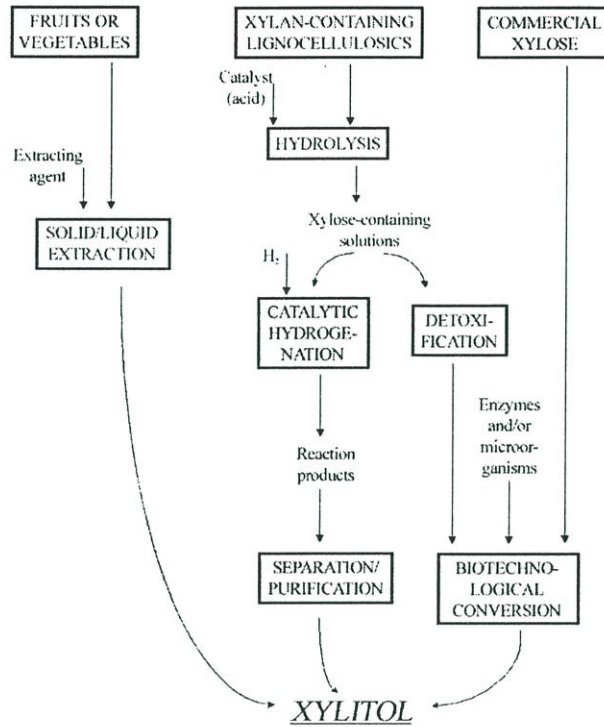 FRUITS OR
VEGETABLES
XYLAN-CONTAINING
LIGNOCELLULOSICS
COMMERCIAL
XYLOSE
Catalyst
(acid)
HYDROLYSIS
Extracting
agent
SOLID/LIQUID
EXTRACTION
Xylose-containing
solutions
H₂
CATALYTIC
HYDROGE-
NATION
DETOXI-
FICATION
Enzymes
and/or
microor-
ganisms
Reaction
products
SEPARATION/
PURIFICATION
BIOTECHNO-
LOGICAL
CONVERSION
XYLITOL